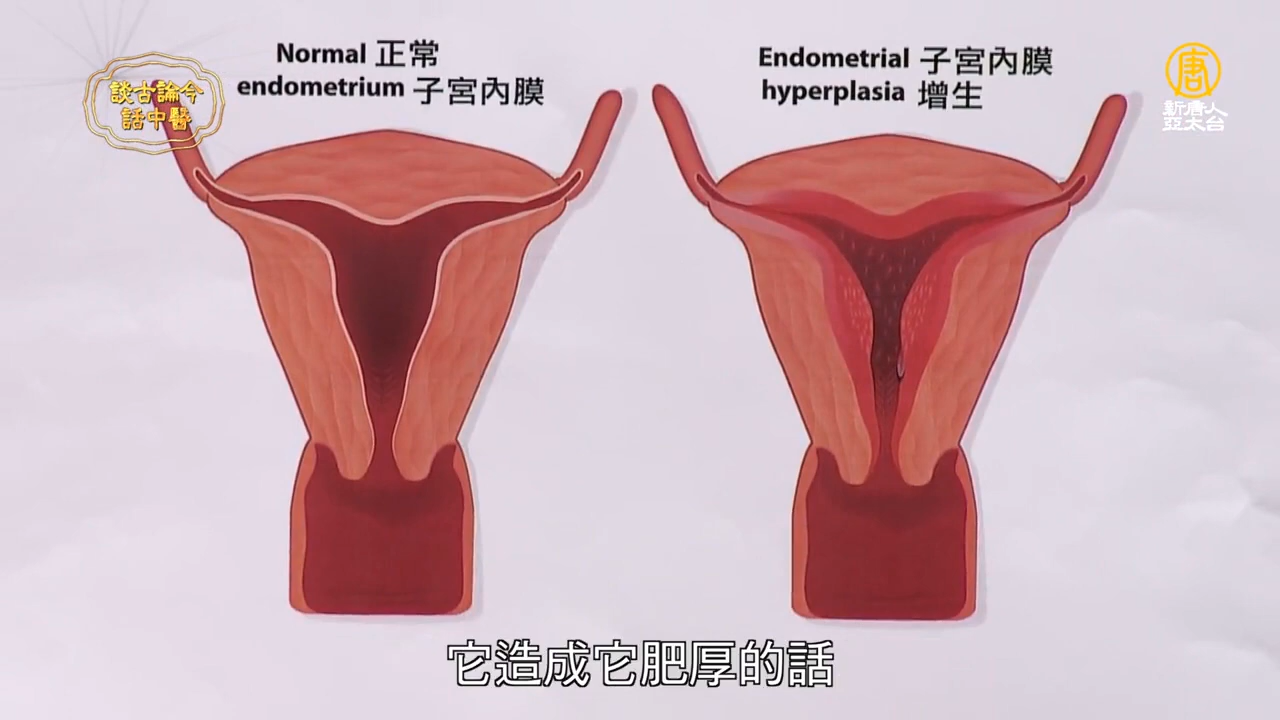 談古論今
話中醫
Normal 正常
endometrium 子宮內膜
Endometrial 子宮內膜
hyperplasia 增生
唐
新唐人
亞太台
它造成它肥厚的話